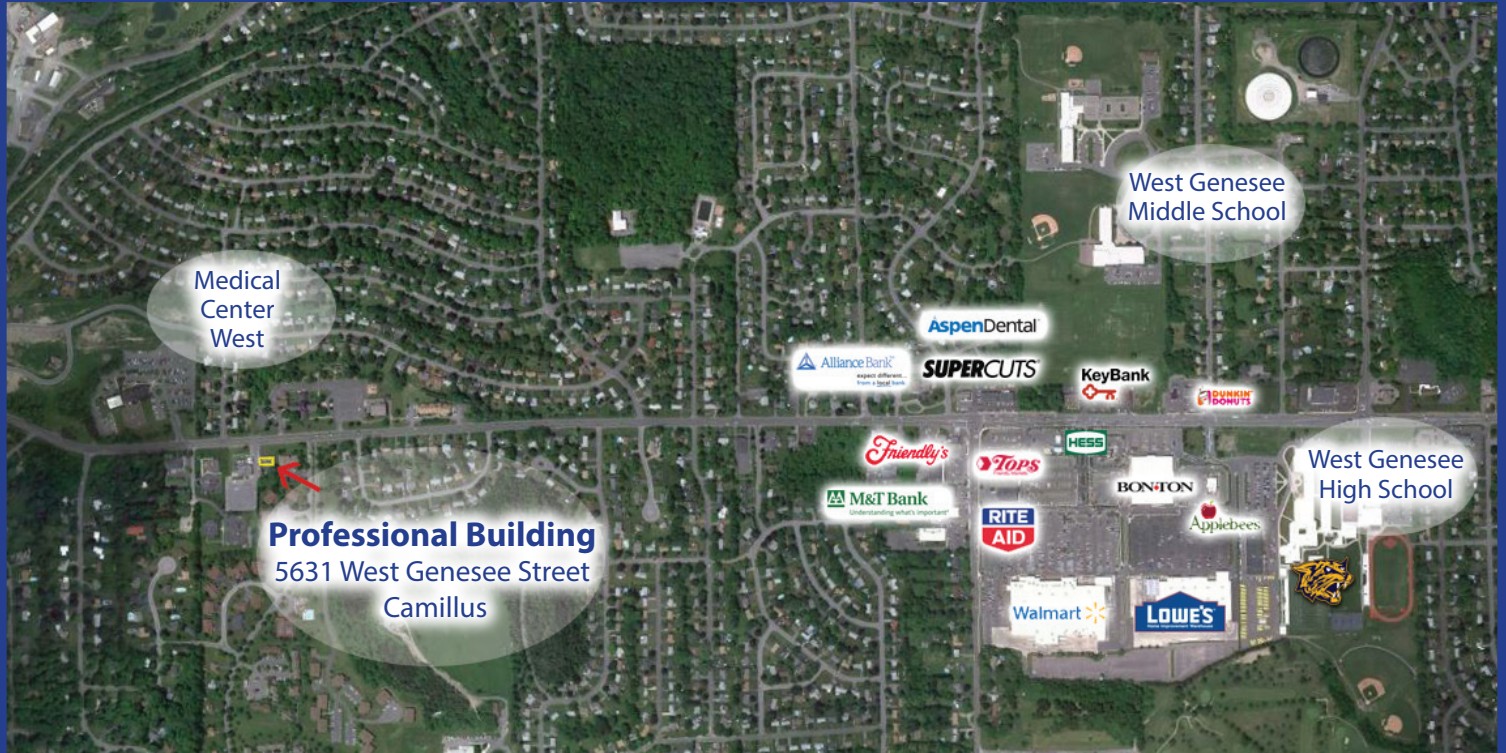 West Genesee
Middle School
Medical
Center
West
AspenDental
Alliance Bank
expect different...
from a local bank.
SUPERCUTS
KeyBank
DUNKIN'
DONUTS
Friendly's
HESS
TOPS
Friendly Markets
West Genesee
High School
BON•TON
M&T Bank
Understanding what's important®
Applebee's
RITE
AID
Professional Building
5631 West Genesee Street
Camillus
Walmart
LOWE'S
Home Improvement Warehouse